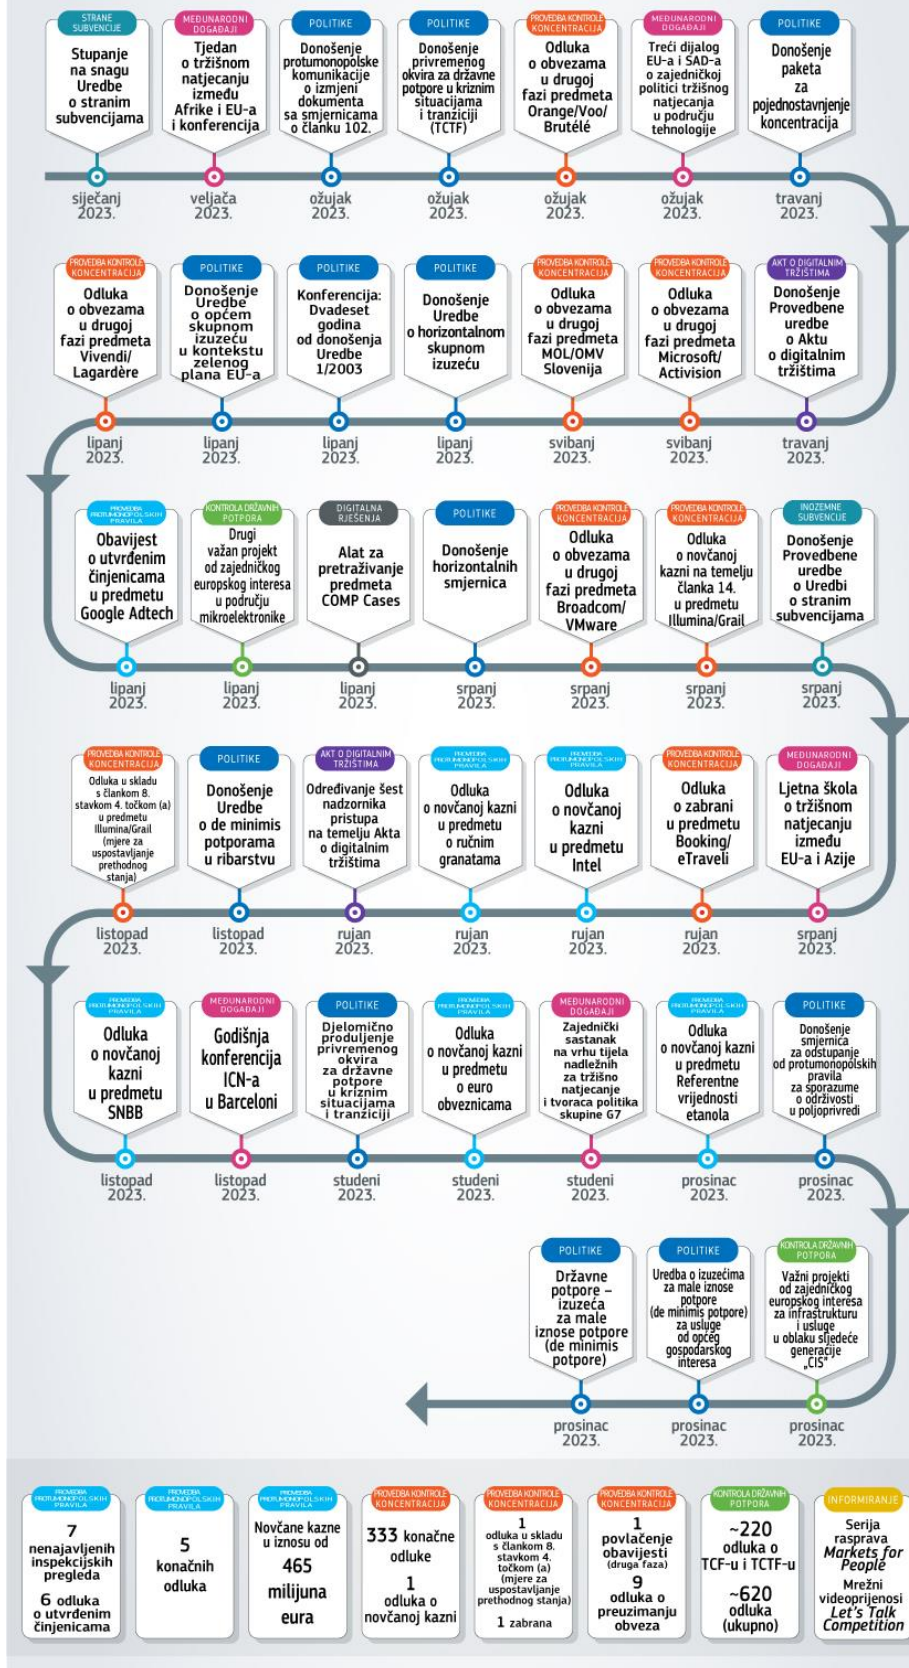 STRANE
SUBVENCIJE
Stupanje
na snagu
Uredbe
o stranim
subvencijama
siječanj
2023.
MEĐUNARODNI
DOGAĐAJI
Tjedan
o tržišnom
natjecanju
između
Afrike i EU-a
i konferencija
veljača
2023.
POLITIKE
Donošenje
protumonopolske
komunikacije
o izmjeni
dokumenta
sa smjernicama
o članku 102.
ožujak
2023.
POLITIKE
Donošenje
privremenog
okvira za državne
potpore u kriznim
situacijama
i tranziciji
(TCTF)
ožujak
2023.
PROVEDBA KONTROLE
KONCENTRACIJA
Odluka
o obvezama
u drugoj
fazi predmeta
Orange/Voo/
Brutélé
ožujak
2023.
MEĐUNARODNI
DOGAĐAJI
Treći dijalog
EU-a i SAD-a
o zajedničkoj
politici tržišnog
natjecanja
u području
tehnologije
ožujak
2023.
POLITIKE
Donošenje
paketa
za
pojednostavnjenje
koncentracija
travanj
2023.
PROVEDBA KONTROLE
KONCENTRACIJA
Odluka
o obvezama
u drugoj
fazi predmeta
Vivendi/
Lagardère
lipanj
2023.
POLITIKE
Donošenje
Uredbe
o općem
skupnom
izuzeću
u kontekstu
zelenog
plana EU-a
lipanj
2023.
POLITIKE
Konferencija:
Dvadeset
godina
od donošenja
Uredbe
1/2003
lipanj
2023.
POLITIKE
Donošenje
Uredbe
o horizontalnom
skupnom
izuzeću
lipanj
2023.
PROVEDBA KONTROLE
KONCENTRACIJA
Odluka
o obvezama
u drugoj
fazi predmeta
MOL/OMV
Slovenija
svibanj
2023.
PROVEDBA KONTROLE
KONCENTRACIJA
Odluka
o obvezama
u drugoj
fazi predmeta
Microsoft/
Activision
svibanj
2023.
AKT O DIGITALNIM
TRŽIŠTIMA
Donošenje
Provedbene
uredbe
o Aktu
o digitalnim
tržištima
travanj
2023.
PROVEDBA
PROTUMONOPOLSKIH
PRAVILA
Obavijest
o utvrđenim
činjenicama
u predmetu
Google Adtech
lipanj
2023.
KONTROLA DRŽAVNIH
POTPORA
Drugi
važan projekt
od zajedničkog
europskog interesa
u području
mikroelektronike
lipanj
2023.
DIGITALNA
RJEŠENJA
Alat za
pretraživanje
predmeta
COMP Cases
lipanj
2023.
POLITIKE
Donošenje
horizontalnih
smjernica
srpanj
2023.
PROVEDBA KONTROLE
KONCENTRACIJA
Odluka
o obvezama
u drugoj
fazi predmeta
Broadcom/
VMware
srpanj
2023.
PROVEDBA KONTROLE
KONCENTRACIJA
Odluka
o novčanoj
kazni na temelju
članka 14.
u predmetu
Illumina/Grail
srpanj
2023.
INOZEMNE
SUBVENCIJE
Donošenje
Provedbene
uredbe
o Uredbi
o stranim
subvencijama
srpanj
2023.
PROVEDBA KONTROLE
KONCENTRACIJA
Odluka u skladu
s člankom 8.
stavkom 4. točkom (a)
u predmetu
Illumina/Grail
(mjere za
uspostavljanje
prethodnog
stanja)
listopad
2023.
POLITIKE
Donošenje
Uredbe
o de minimis
potporama
u ribarstvu
listopad
2023.
AKT O DIGITALNIM
TRŽIŠTIMA
Određivanje šest
nadzornika
pristupa
na temelju Akta
o digitalnim
tržištima
rujan
2023.
PROVEDBA
PROTUMONOPOLSKIH
PRAVILA
Odluka
o novčanoj kazni
u predmetu
o ručnim
granatama
rujan
2023.
PROVEDBA
PROTUMONOPOLSKIH
PRAVILA
Odluka
o novčanoj
kazni
u predmetu
Intel
rujan
2023.
PROVEDBA KONTROLE
KONCENTRACIJA
Odluka
o zabrani
u predmetu
Booking/
eTraveli
rujan
2023.
MEĐUNARODNI
DOGAĐAJI
Ljetna škola
o tržišnom
natjecanju
između
EU-a i Azije
srpanj
2023.
PROVEDBA
PROTUMONOPOLSKIH
PRAVILA
Odluka
o novčanoj
kazni
u predmetu
SNBB
listopad
2023.
MEĐUNARODNI
DOGAĐAJI
Godišnja
konferencija
ICN-a
u Barceloni
listopad
2023.
POLITIKE
Djelomično
produljenje
privremenog
okvira
za državne
potpore
u kriznim
situacijama
i tranziciji
studeni
2023.
PROVEDBA
PROTUMONOPOLSKIH
PRAVILA
Odluka
o novčanoj kazni
u predmetu
o euro
obveznicama
studeni
2023.
MEĐUNARODNI
DOGAĐAJI
Zajednički
sastanak
na vrhu tijela
nadležnih
za tržišno
natjecanje
i tvoraca politika
skupine G7
studeni
2023.
PROVEDBA
PROTUMONOPOLSKIH
PRAVILA
Odluka
o novčanoj kazni
u predmetu
Referentne
vrijednosti
etanola
prosinac
2023.
POLITIKE
Donošenje
smjernica
za odstupanje
od protumonopolskih
pravila
za sporazume
o održivosti
u poljoprivredi
prosinac
2023.
POLITIKE
Državne
potpore –
izuzeća
za male
iznose potpore
(de minimis
potpore)
prosinac
2023.
POLITIKE
Uredba o izuzećima
za male iznose
potpore
(de minimis potpore)
za usluge
od općeg
gospodarskog
interesa
prosinac
2023.
KONTROLA DRŽAVNIH
POTPORA
Važni projekti
od zajedničkog
europskog interesa
za infrastrukturu
i usluge
u oblaku sljedeće
generacije
„CIS”
prosinac
2023.
PROVEDBA
PROTUMONOPOLSKIH
PRAVILA
7
nenajavljenih
inspekcijskih
pregleda
6 odluka
o utvrđenim
činjenicama
PROVEDBA
PROTUMONOPOLSKIH
PRAVILA
5
konačnih
odluka
PROVEDBA
PROTUMONOPOLSKIH
PRAVILA
Novčane kazne
u iznosu od
465
milijuna
eura
PROVEDBA KONTROLE
KONCENTRACIJA
333 konačne
odluke
1
odluka o
novčanoj kazni
PROVEDBA KONTROLE
KONCENTRACIJA
1
odluka u skladu
s člankom 8.
stavkom 4.
točkom (a)
(mjere za
uspostavljanje
prethodnog stanja)
1 zabrana
PROVEDBA KONTROLE
KONCENTRACIJA
1
povlačenje
obavijesti
(druga faza)
9
odluka o
preuzimanju
obveza
KONTROLA DRŽAVNIH
POTPORA
~220
odluka o
TCF-u i TCTF-u
~620
odluka
(ukupno)
INFORMIRANJE
Serija
rasprava
Markets for
People
Mrežni
videoprijenosi
Let's Talk
Competition